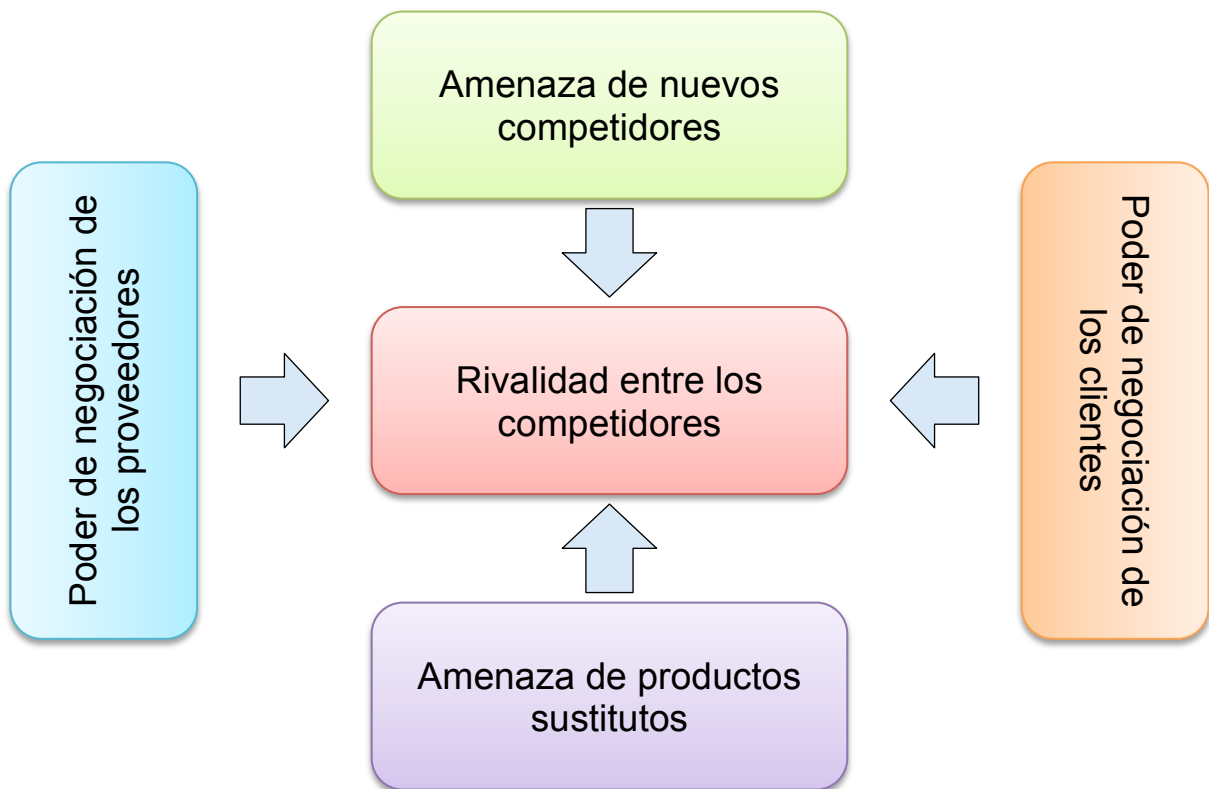 Amenaza de nuevos
competidores
Poder de negociación de
los proveedores
Rivalidad entre los
competidores
Poder de negociación de
los clientes
Amenaza de productos
sustitutos